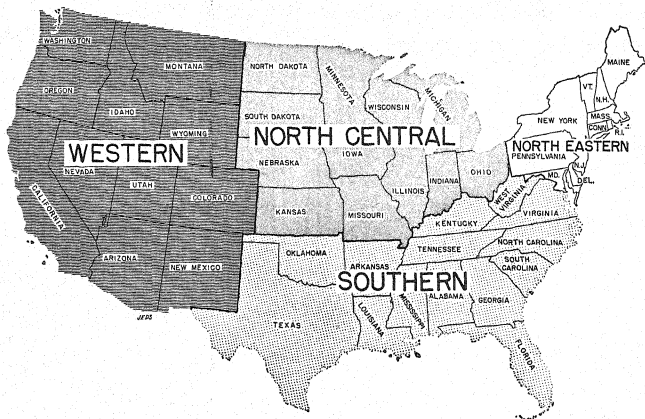 WASHINGTON
MONTANA
OREGON
IDAHO
WYOMING
WESTERN
NEVADA
UTAH
COLORADO
CALIFORNIA
ARIZONA
NEW MEXICO
JEDS
NORTH DAKOTA
MINNESOTA
SOUTH DAKOTA
WISCONSIN
MICHIGAN
NORTH CENTRAL
NEBRASKA
IOWA
ILLINOIS
INDIANA
OHIO
KANSAS
MISSOURI
MAINE
VT.
N.H.
NEW YORK
MASS.
CONN.
R.I.
NORTH EASTERN
PENNSYLVANIA
N.J.
MD.
DEL.
WEST VIRGINIA
VIRGINIA
KENTUCKY
TENNESSEE
NORTH CAROLINA
SOUTH
CAROLINA
OKLAHOMA
ARKANSAS
SOUTHERN
MISSISSIPPI
ALABAMA
GEORGIA
TEXAS
LOUISIANA
FLORIDA